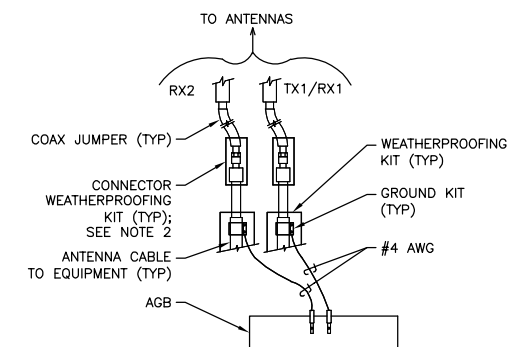 TO ANTENNAS
RX2
TX1/RX1
COAX JUMPER (TYP)
WEATHERPROOFING
KIT (TYP)
CONNECTOR
WEATHERPROOFING
KIT (TYP);
SEE NOTE 2
GROUND KIT
(TYP)
ANTENNA CABLE
TO EQUIPMENT (TYP)
#4 AWG
AGB